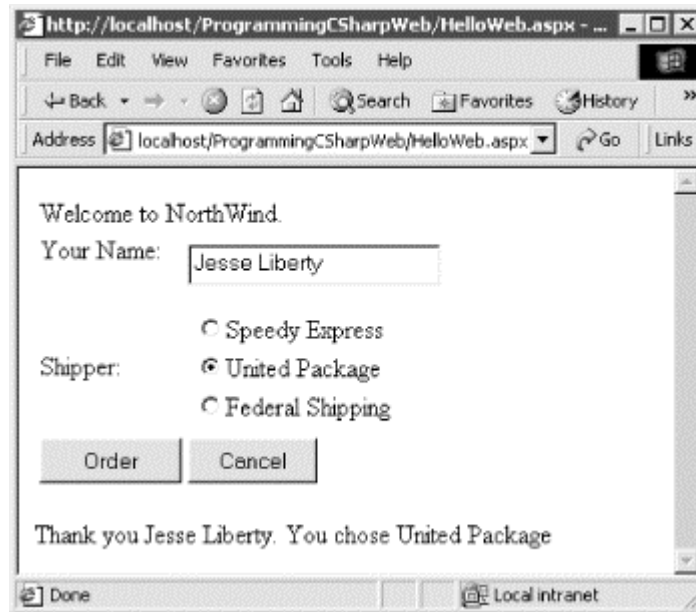 http://localhost/ProgrammingCSharpWeb/HelloWeb.aspx - ...
File Edit View Favorites Tools Help
Back Search Favorites History »
Address localhost/ProgrammingCSharpWeb/HelloWeb.aspx Go Links
Welcome to NorthWind.
Your Name: Jesse Liberty
Speedy Express
Shipper: United Package
Federal Shipping
Order Cancel
Thank you Jesse Liberty. You chose United Package
Done Local intranet